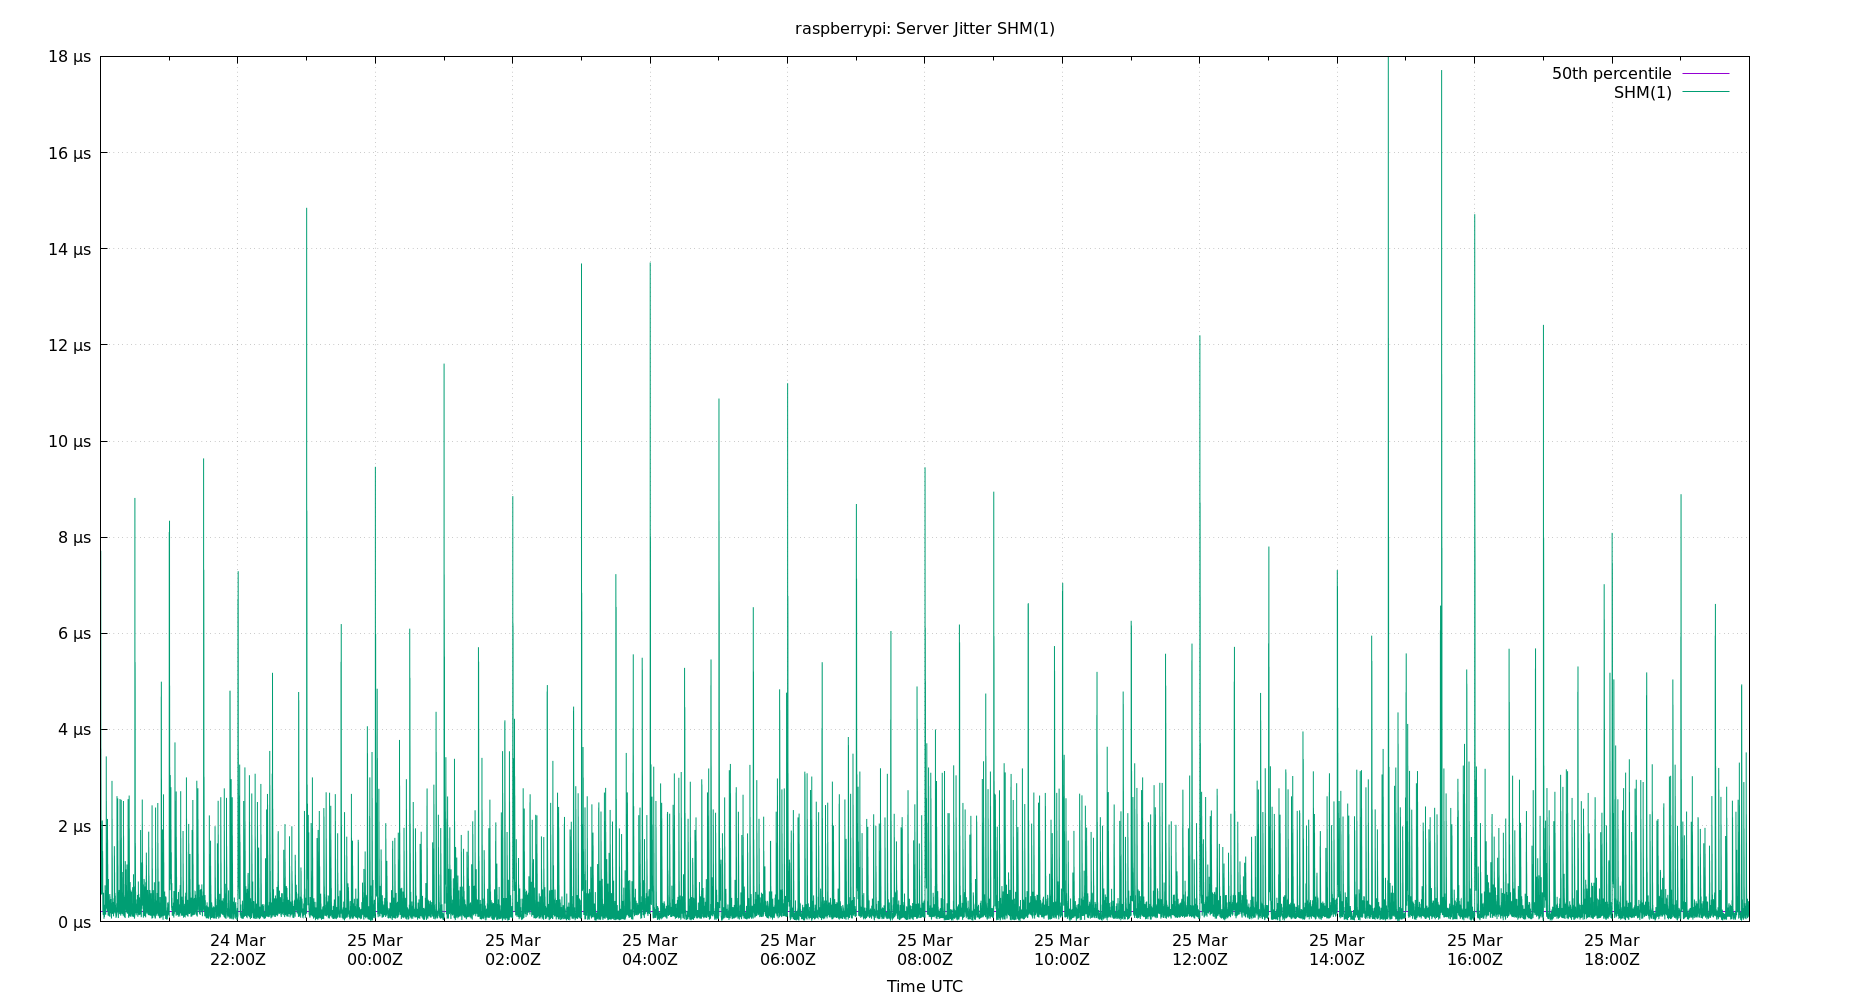 raspberrypi: Server Jitter SHM(1)
50th percentile
SHM(1)
18 µs
16 µs
14 µs
12 µs
10 µs
8 µs
6 µs
4 µs
2 µs
0 µs
24 Mar 25 Mar 25 Mar 25 Mar 25 Mar 25 Mar 25 Mar 25 Mar 25 Mar 25 Mar 25 Mar
22:00Z 00:00Z 02:00Z 04:00Z 06:00Z 08:00Z 10:00Z 12:00Z 14:00Z 16:00Z 18:00Z
Time UTC